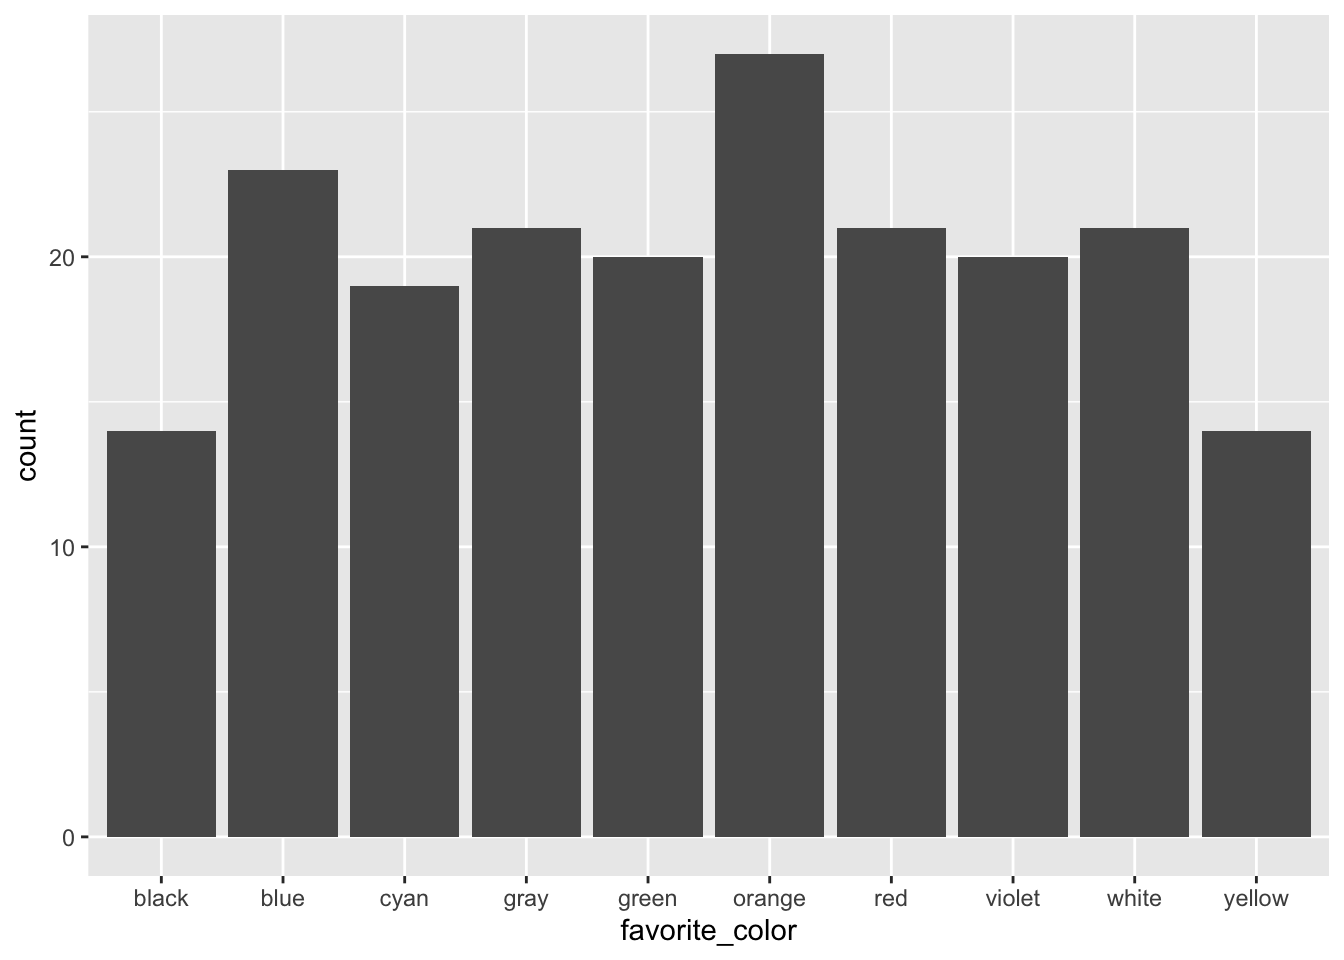 count
20
10
0
black blue cyan gray green orange red violet white yellow
favorite_color